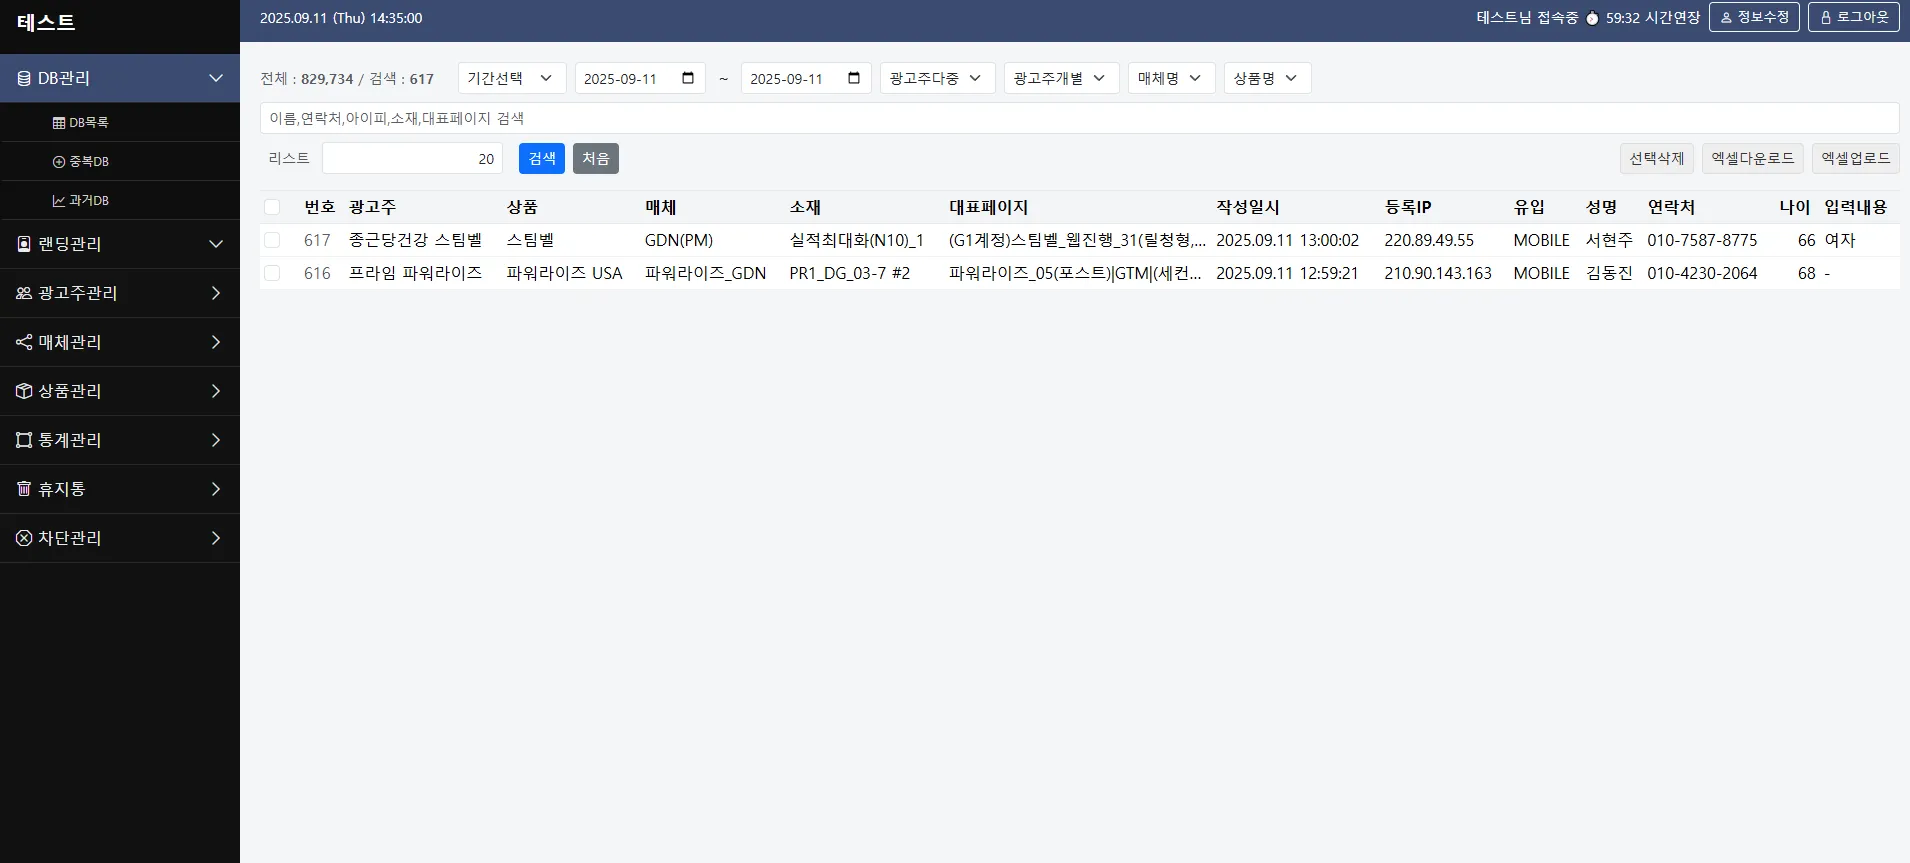 테스트
2025.09.11 (Thu) 14:35:00
테스트님 접속중 59:32 시간연장 정보수정 로그아웃
DB관리
DB목록
중복DB
과거DB
랜딩관리
광고주관리
매체관리
상품관리
통계관리
휴지통
차단관리
전체 : 829,734 / 검색 : 617 기간선택 2025-09-11 ~ 2025-09-11 광고주다중 광고주개별 매체명 상품명
이름,연락처,아이피,소재,대표페이지 검색
리스트 20 검색 처음 선택삭제 엑셀다운로드 엑셀업로드
번호 광고주 상품 매체 소재 대표페이지 작성일시 등록IP 유입 성명 연락처 나이 입력내용
617 종근당건강 스팀벨 스팀벨 GDN(PM) 실적최대화(N10)_1 (G1계정)스팀벨_웹진행_31(릴청형,... 2025.09.11 13:00:02 220.89.49.55 MOBILE 서현주 010-7587-8775 66 여자
616 프라임 파워라이즈 파워라이즈 USA 파워라이즈_GDN PR1_DG_03-7 #2 파워라이즈_05(포스트)|GTM|(세컨... 2025.09.11 12:59:21 210.90.143.163 MOBILE 김동진 010-4230-2064 68 -